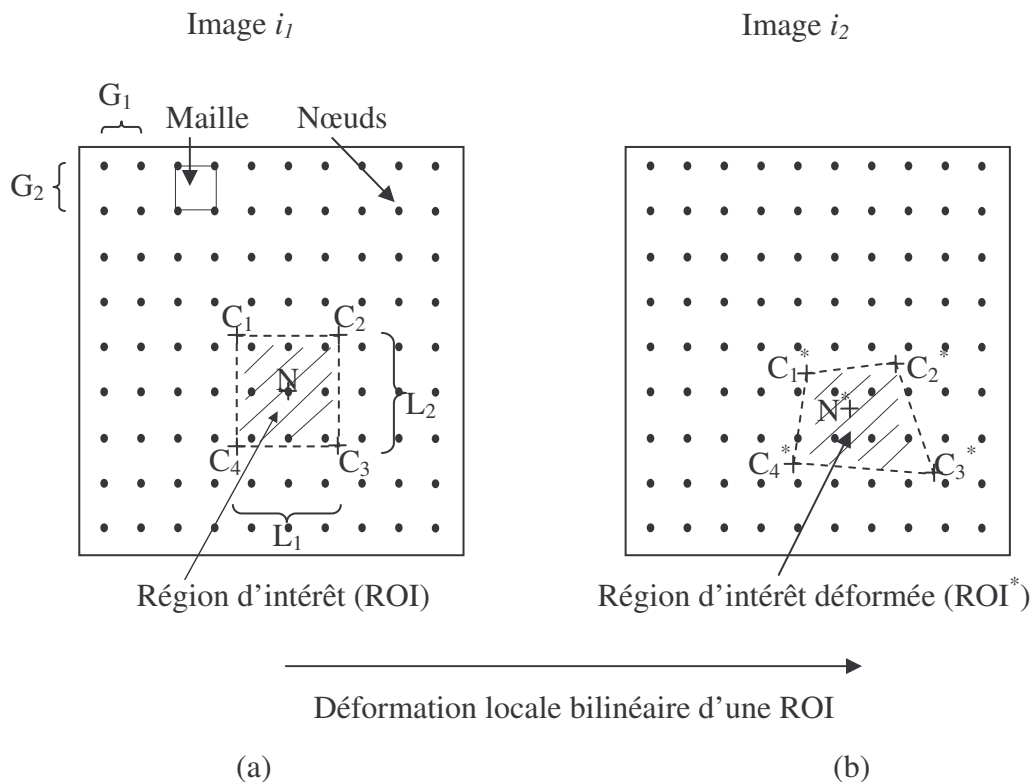 Image i1 Image i2
G1
Maille Nœuds
G2
C1 C2
C1* C2*
N L2 N*
C4 C3 C4* C3*
L1
Région d’intérêt (ROI) Région d’intérêt déformée (ROI*)
Déformation locale bilinéaire d’une ROI
(a) (b)